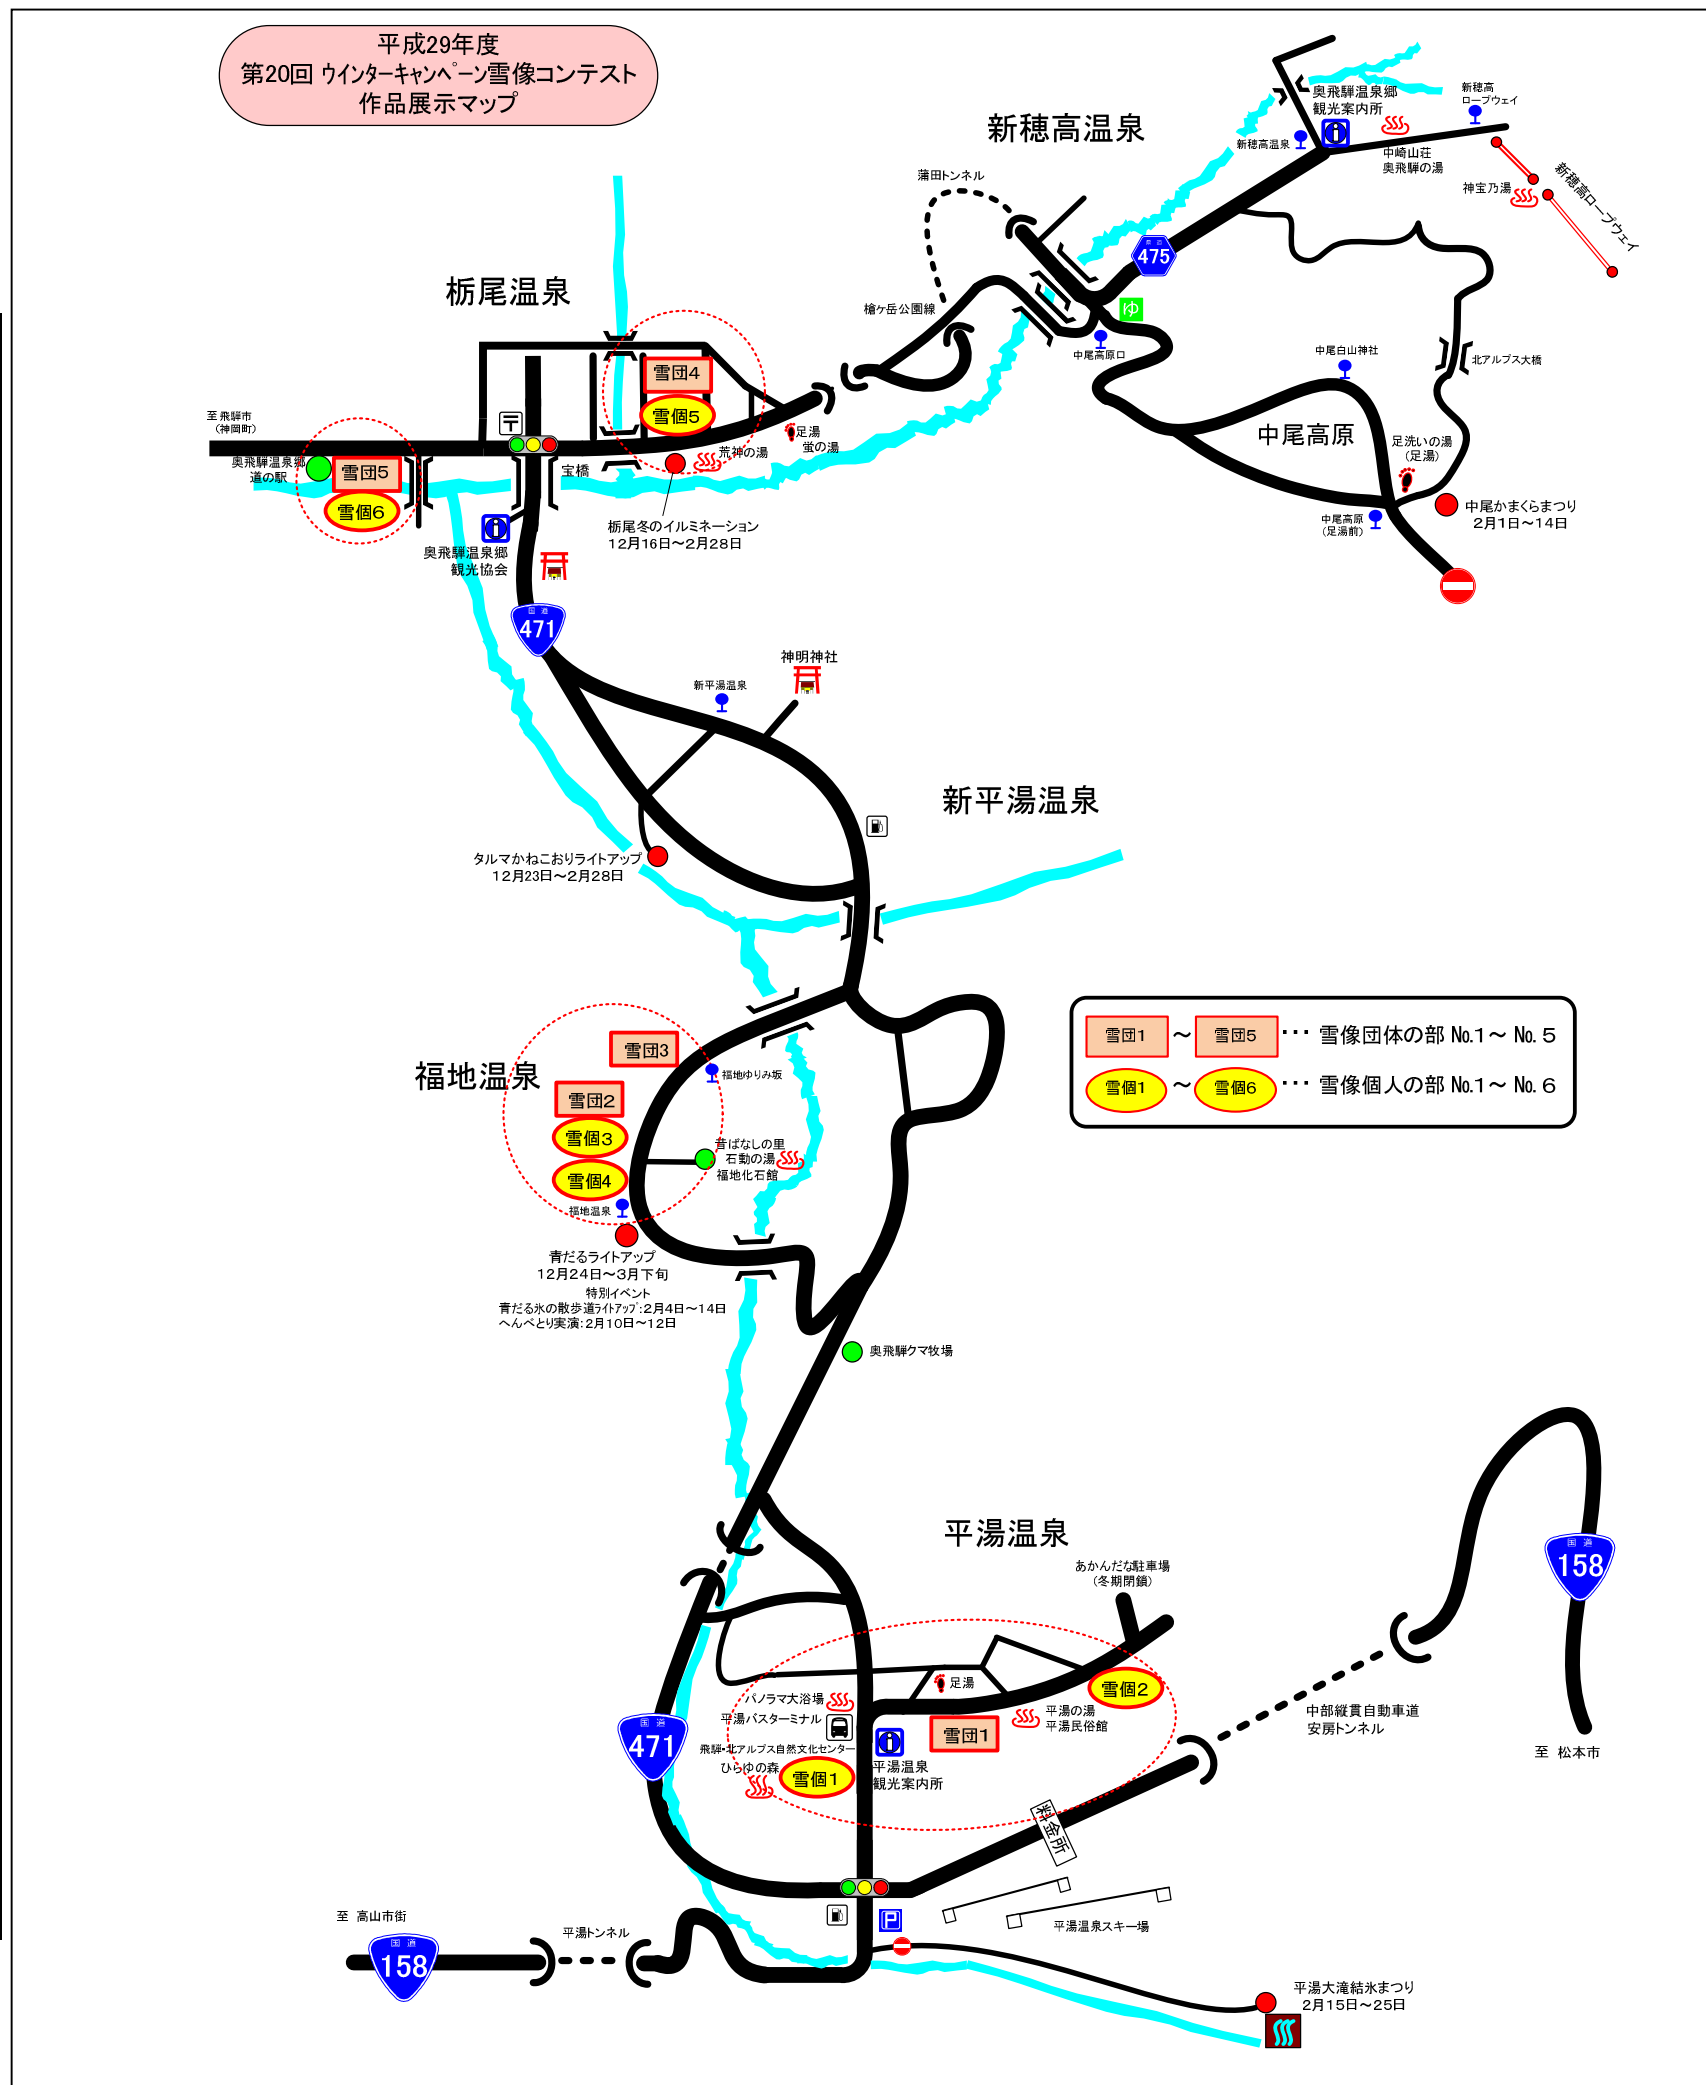 平成29年度
第20回 ウインターキャンペーン雪像コンテスト
作品展示マップ
新穂高温泉
奥飛騨温泉郷
観光案内所
新穂高
ロープウェイ
新穂高温泉
中崎山荘
奥飛騨の湯
神宝乃湯
新穂高ロープウェイ
蒲田トンネル
県道
475
槍ヶ岳公園線
ゆ
中尾高原口
中尾白山神社
北アルプス大橋
中尾高原
足洗いの湯
(足湯)
中尾かまくらまつり
2月1日～14日
中尾高原
(足湯前)
栃尾温泉
雪団4
雪個5
至 飛騨市
(神岡町)
奥飛騨温泉郷
道の駅
雪団5
雪個6
〒
宝橋
荒神の湯
足湯
蛍の湯
栃尾冬のイルミネーション
12月16日～2月28日
奥飛騨温泉郷
観光協会
国道
471
神明神社
新平湯温泉
新平湯温泉
タルマかねこおりライトアップ
12月23日～2月28日
福地温泉
雪団3
福地ゆりみ坂
雪団2
雪個3
雪個4
昔ばなしの里
石動の湯
福地化石館
福地温泉
青だるライトアップ
12月24日～3月下旬
特別イベント
青だる氷の散歩道ライトアップ:2月4日～14日
へんべとり実演:2月10日～12日
雪団1 ～ 雪団5 … 雪像団体の部 No.1～ No. 5
雪個1 ～ 雪個6 … 雪像個人の部 No.1～ No. 6
奥飛騨クマ牧場
平湯温泉
あかんだな駐車場
(冬期閉鎖)
国道
158
足湯
雪個2
パノラマ大浴場
平湯バスターミナル
飛騨・北アルプス自然文化センター
ひらゆの森
雪個1
雪団1
平湯の湯
平湯民俗館
平湯温泉
観光案内所
中部縦貫自動車道
安房トンネル
至 松本市
国道
471
料金所
至 高山市街
平湯トンネル
国道
158
P
平湯温泉スキー場
平湯大滝結氷まつり
2月15日～25日